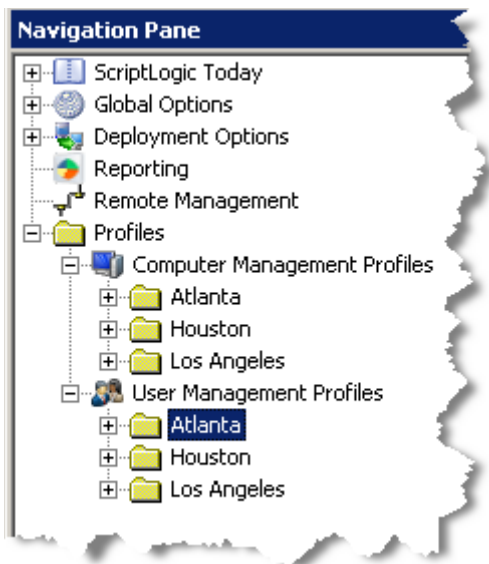 Navigation Pane
ScriptLogic Today
Global Options
Deployment Options
Reporting
Remote Management
Profiles
Computer Management Profiles
Atlanta
Houston
Los Angeles
User Management Profiles
Atlanta
Houston
Los Angeles